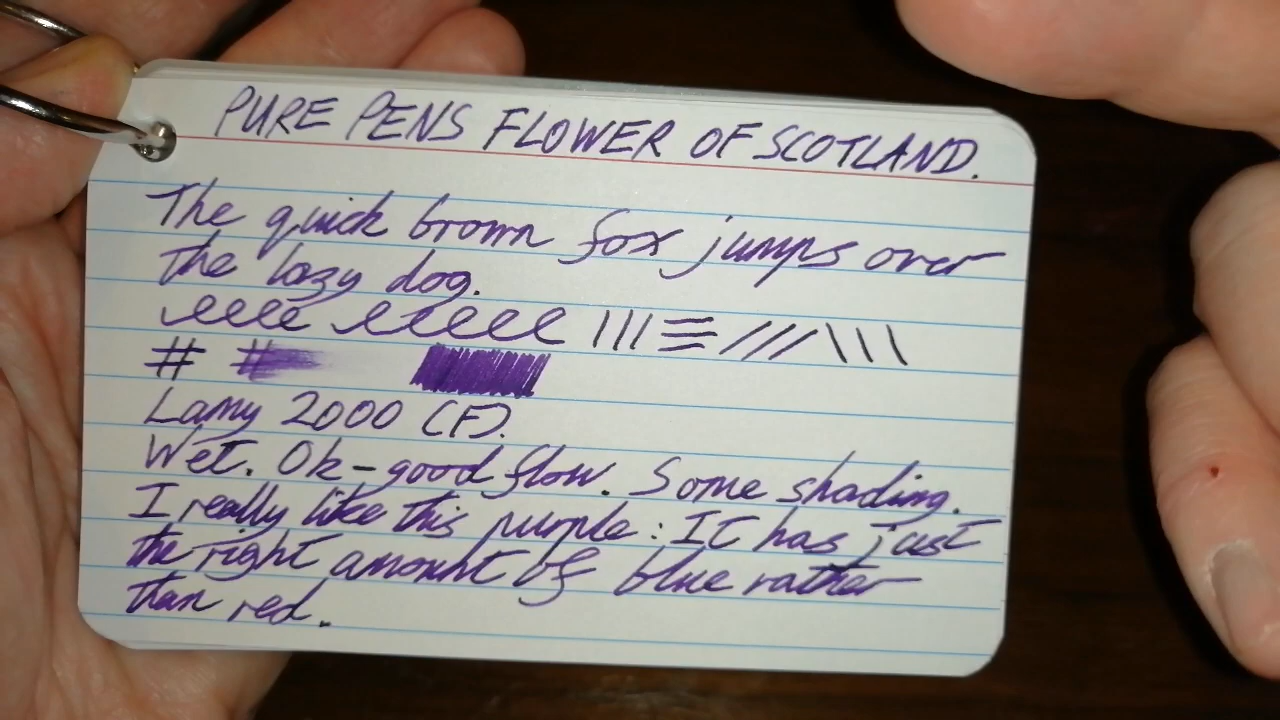 PURE PENS FLOWER OF SCOTLAND.
The quick brown fox jumps over
the lazy dog.
# #
Lamy 2000 (F).
Wet. Ok-good flow. Some shading.
I really like this purple: It has just
the right amount of blue rather
than red.